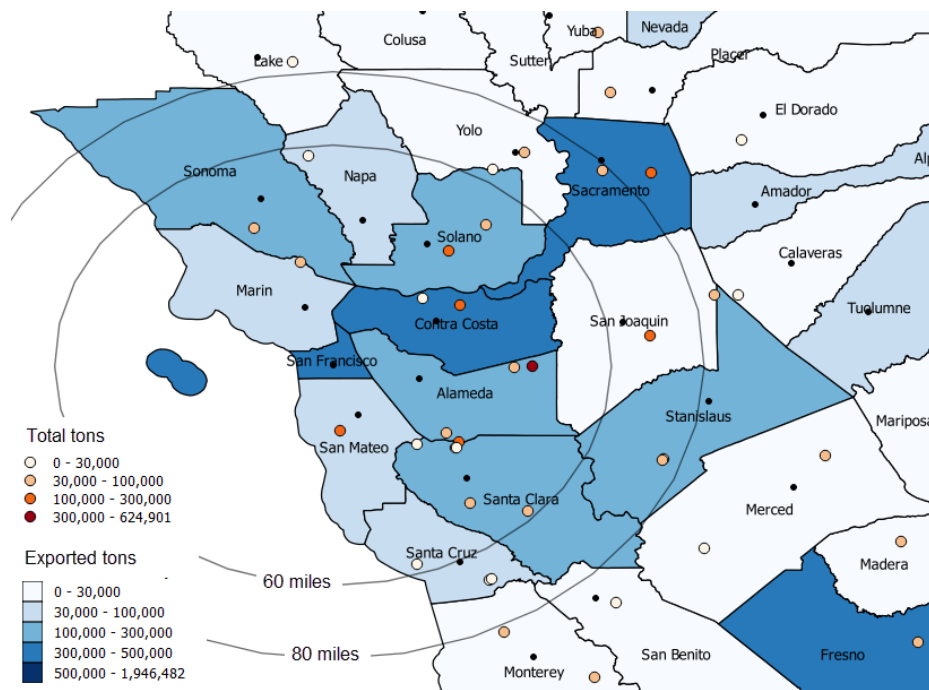 Nevada
Yuba
Colusa
Placer
Lake
Sutter
El Dorado
Yolo
Sonoma
Napa
Sacramento
Alp
Amador
Solano
Calaveras
Marin
Tuolumne
Contra Costa
San Joaquin
San Francisco
Alameda
Stanislaus
Mariposa
San Mateo
Santa Clara
Merced
Santa Cruz
Madera
Monterey
San Benito
Fresno
60 miles
80 miles
Total tons
0 - 30,000
30,000 - 100,000
100,000 - 300,000
300,000 - 624,901
Exported tons
0 - 30,000
30,000 - 100,000
100,000 - 300,000
300,000 - 500,000
500,000 - 1,946,482